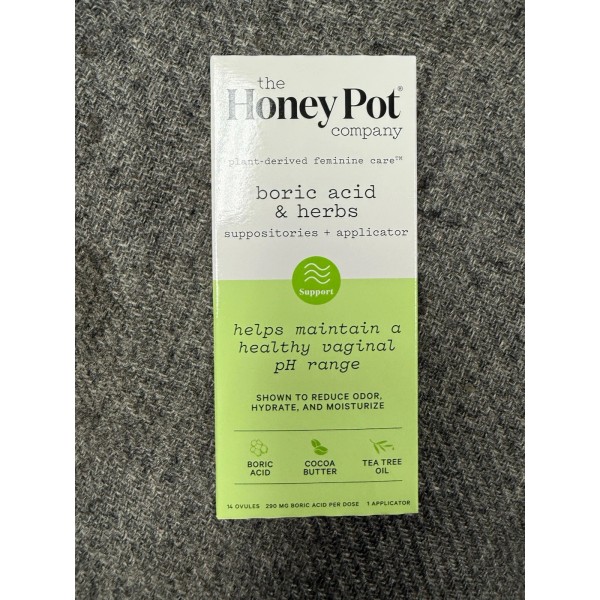 the
Honey Pot®
company
plant-derived feminine care™
boric acid
& herbs
suppositories + applicator
Support
helps maintain a
healthy vaginal
pH range
SHOWN TO REDUCE ODOR,
HYDRATE, AND MOISTURIZE
BORIC
ACID
COCOA
BUTTER
TEA TREE
OIL
14 OVULES 290 MG BORIC ACID PER DOSE 1 APPLICATOR